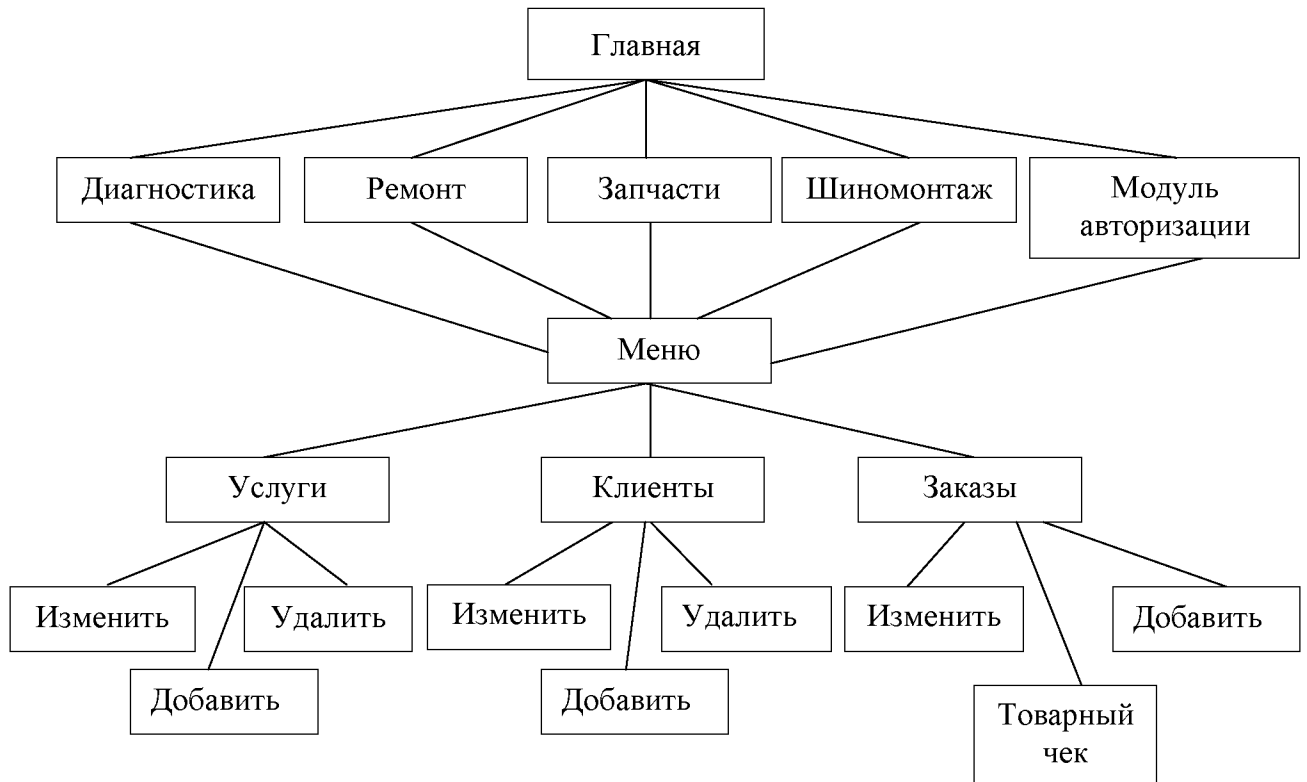 Главная
Диагностика
Ремонт
Запчасти
Шиномонтаж
Модуль
авторизации
Меню
Услуги
Клиенты
Заказы
Изменить
Удалить
Добавить
Изменить
Удалить
Добавить
Изменить
Добавить
Товарный
чек